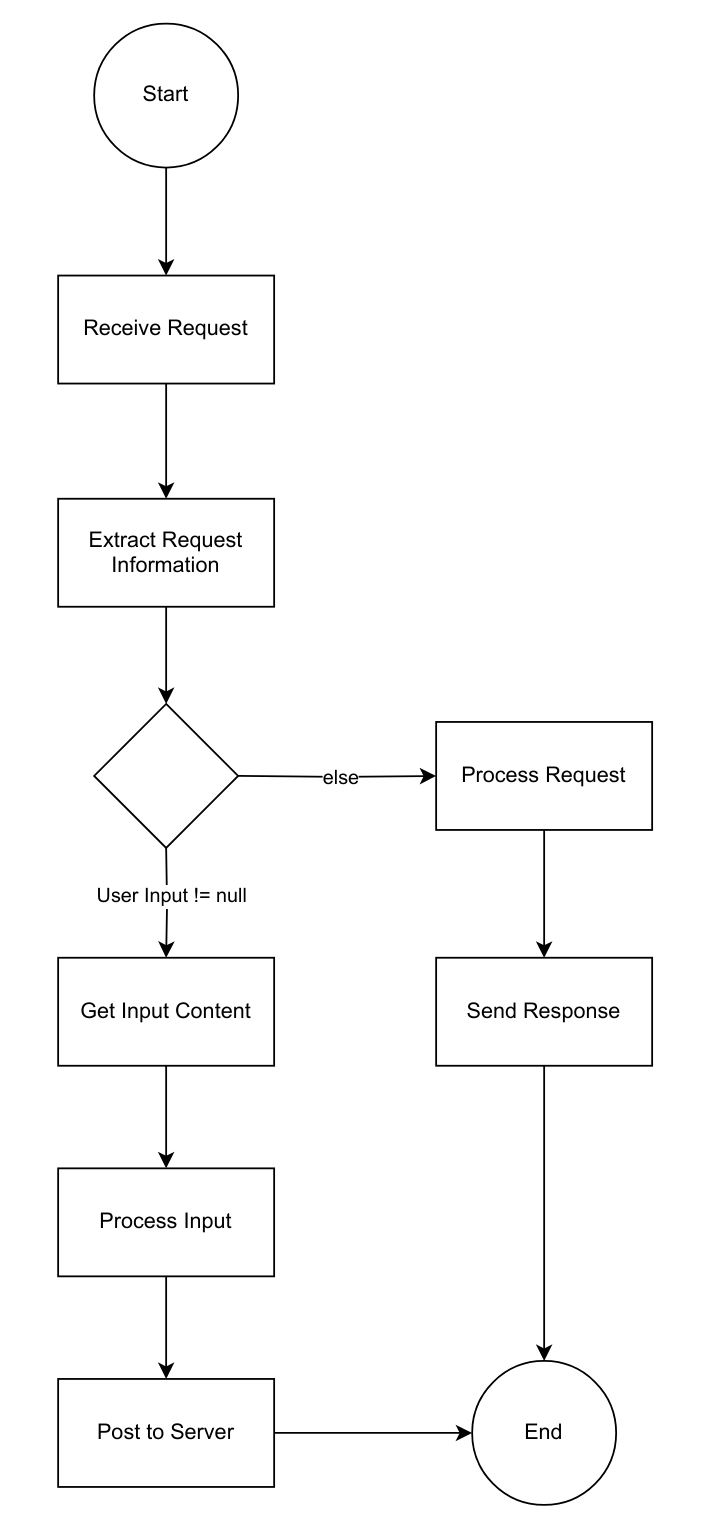 Start
Receive Request
Extract Request
Information
else
Process Request
User Input != null
Get Input Content
Send Response
Process Input
Post to Server
End